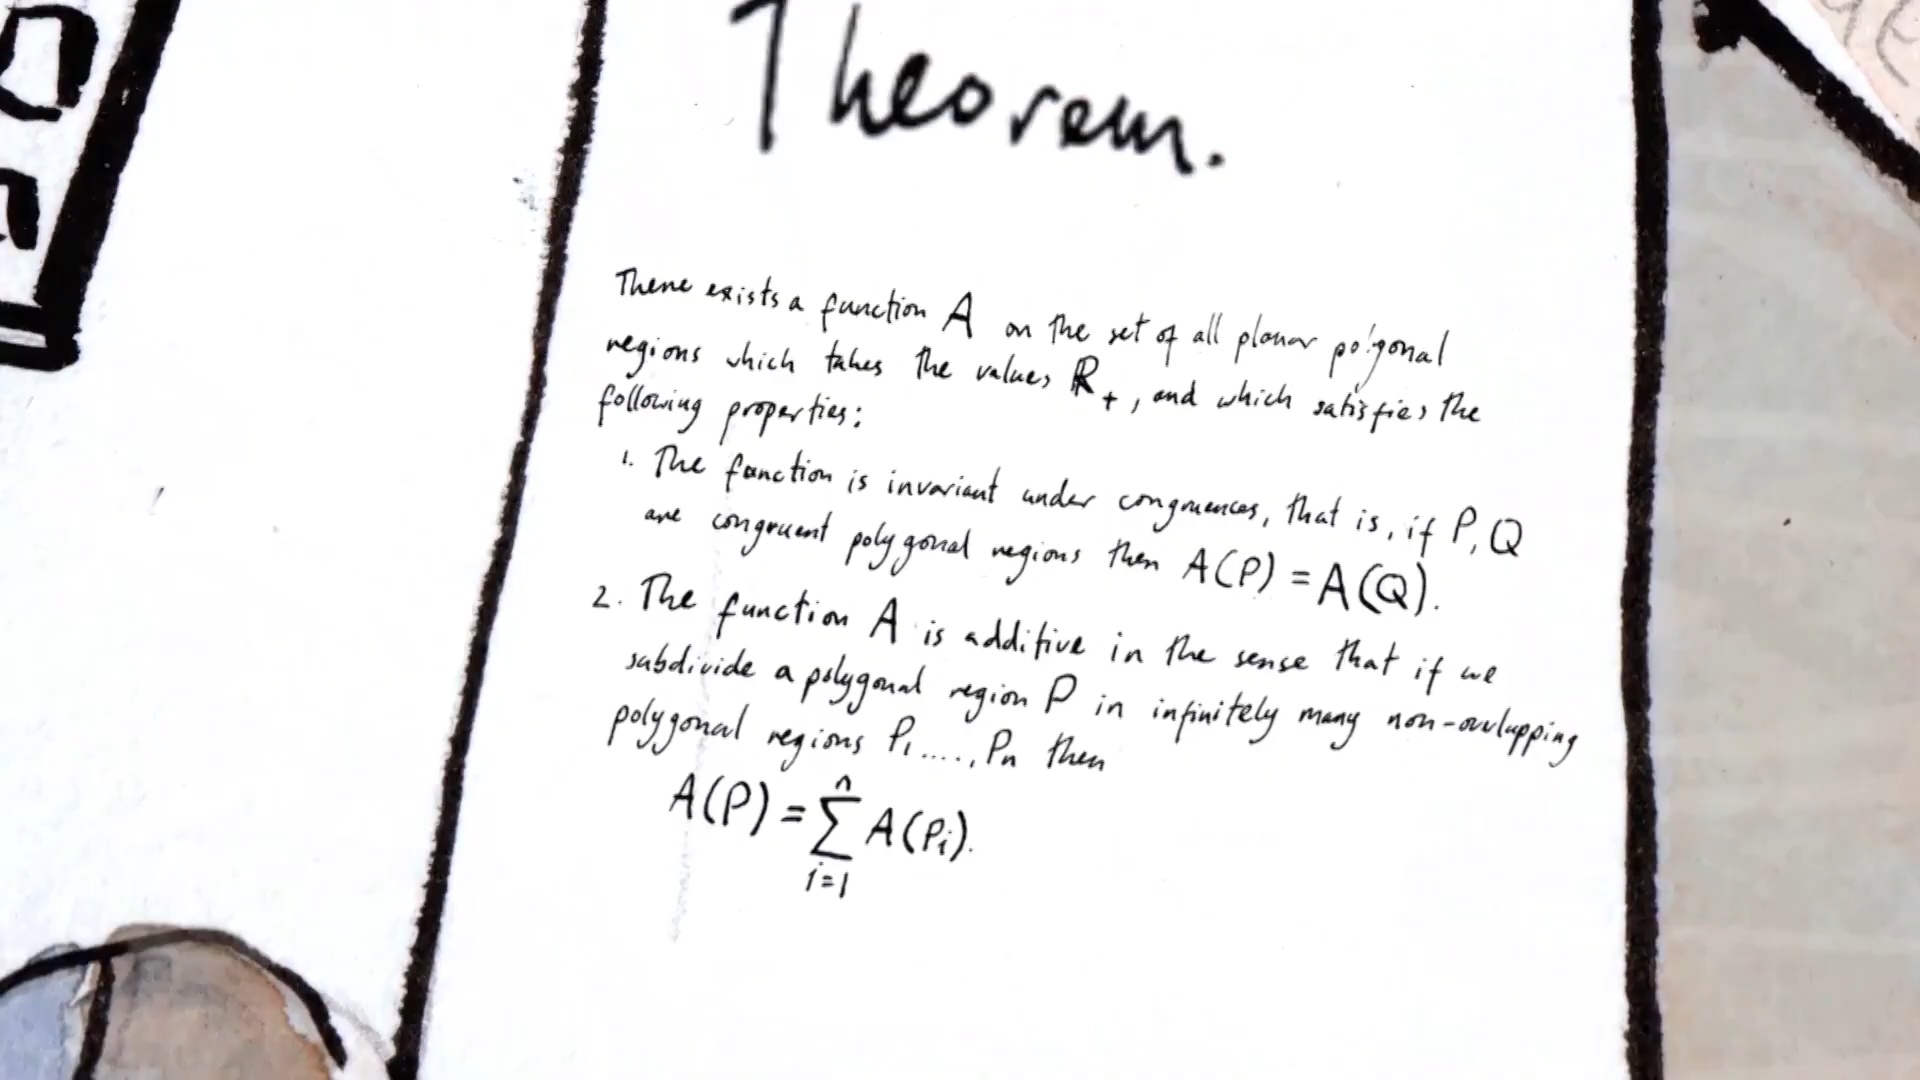 Theorem.
There exists a function A on the set of all planar polygonal
regions which takes the values R+, and which satisfies the
following properties:
1. The function is invariant under congruences, that is, if P, Q
are congruent polygonal regions then A(P) = A(Q).
2. The function A is additive in the sense that if we
subdivide a polygonal region P in infinitely many non-overlapping
polygonal regions P1....., Pn then
A(P) = n∑i=1 A(Pi).